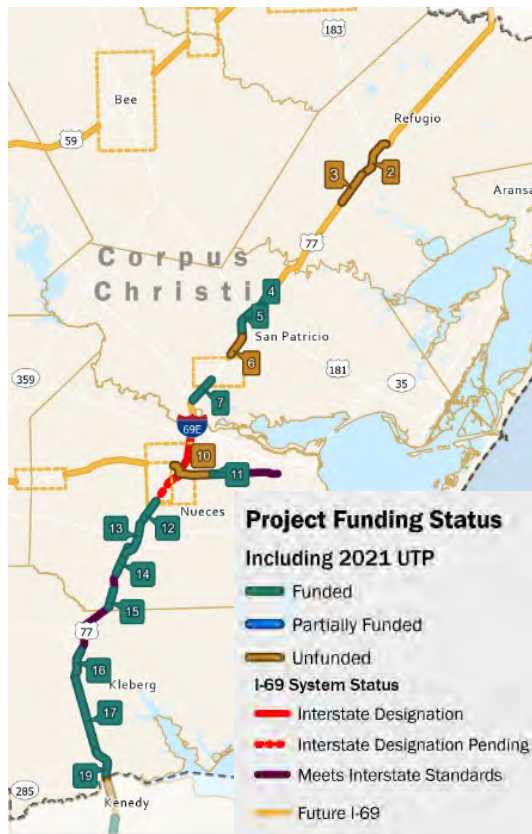 183
Bee
59
Refugio
3
2
Aransa
77
Corpus
Christi
4
5
San Patricio
6
359
181
35
7
69E
10
11
Nueces
12
13
14
15
77
16
Kleberg
17
19
285
Kenedy
Project Funding Status
Including 2021 UTP
Funded
Partially Funded
Unfunded
I-69 System Status
Interstate Designation
Interstate Designation Pending
Meets Interstate Standards
Future I-69